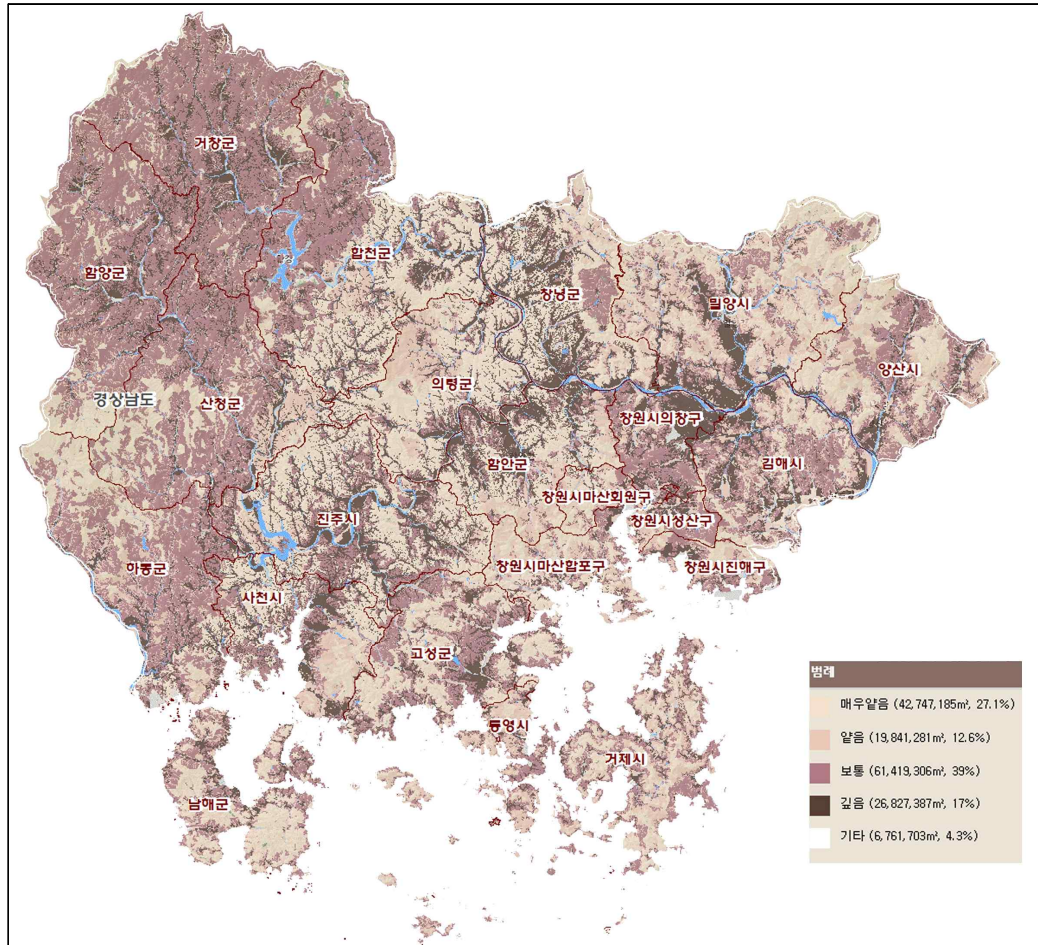 거창군
합천군
함양군
창녕군
밀양시
양산시
의령군
경상남도
산청군
창원시의창구
함안군
김해시
창원시마산회원구
진주시
창원시성산구
창원시마산합포구
창원시진해구
하동군
사천시
고성군
통영시
거제시
남해군
범례
매우얕음 (42,747,185㎡, 27.1%)
얕음 (19,841,281㎡, 12.6%)
보통 (61,419,306㎡, 39%)
깊음 (26,827,387㎡, 17%)
기타 (6,761,703㎡, 4.3%)